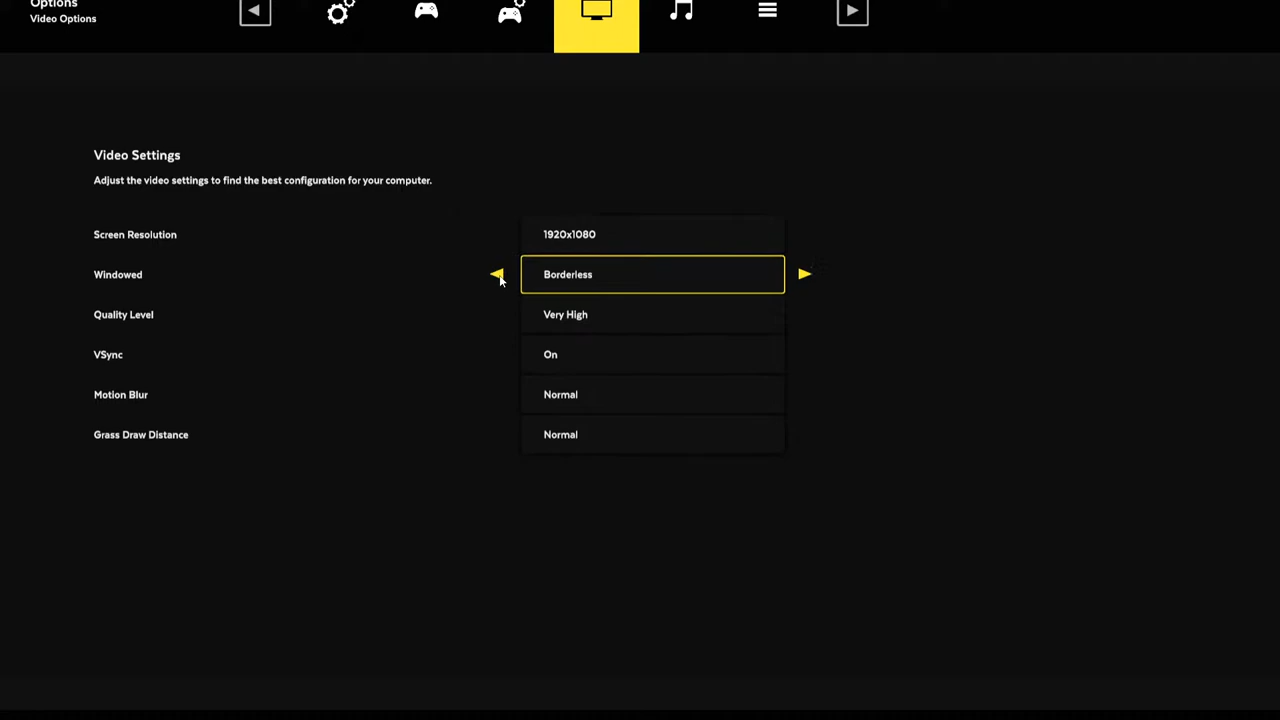 Options
Video Options
Video Settings
Adjust the video settings to find the best configuration for your computer.
Screen Resolution 1920x1080
Windowed Borderless
Quality Level Very High
VSync On
Motion Blur Normal
Grass Draw Distance Normal